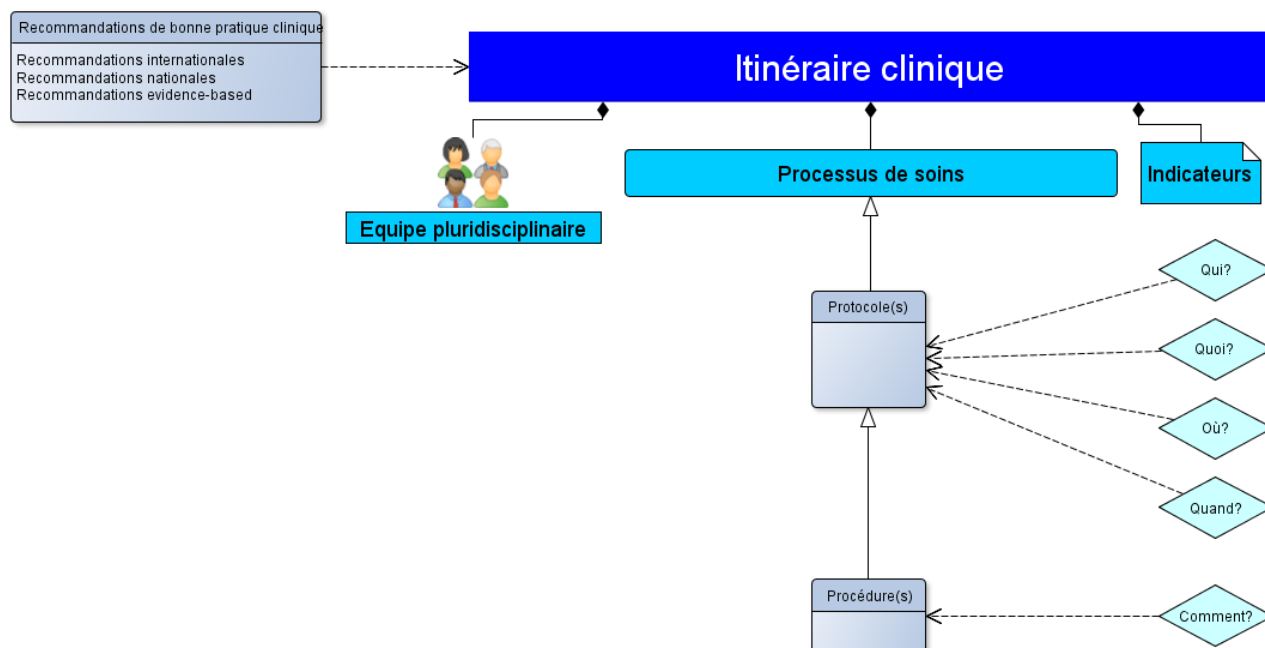 Recommandations de bonne pratique clinique
Recommandations internationales
Recommandations nationales
Recommandations evidence-based
Itinéraire clinique
Equipe pluridisciplinaire
Processus de soins
Indicateurs
Protocole(s)
Qui?
Quoi?
Où?
Quand?
Procédure(s)
Comment?